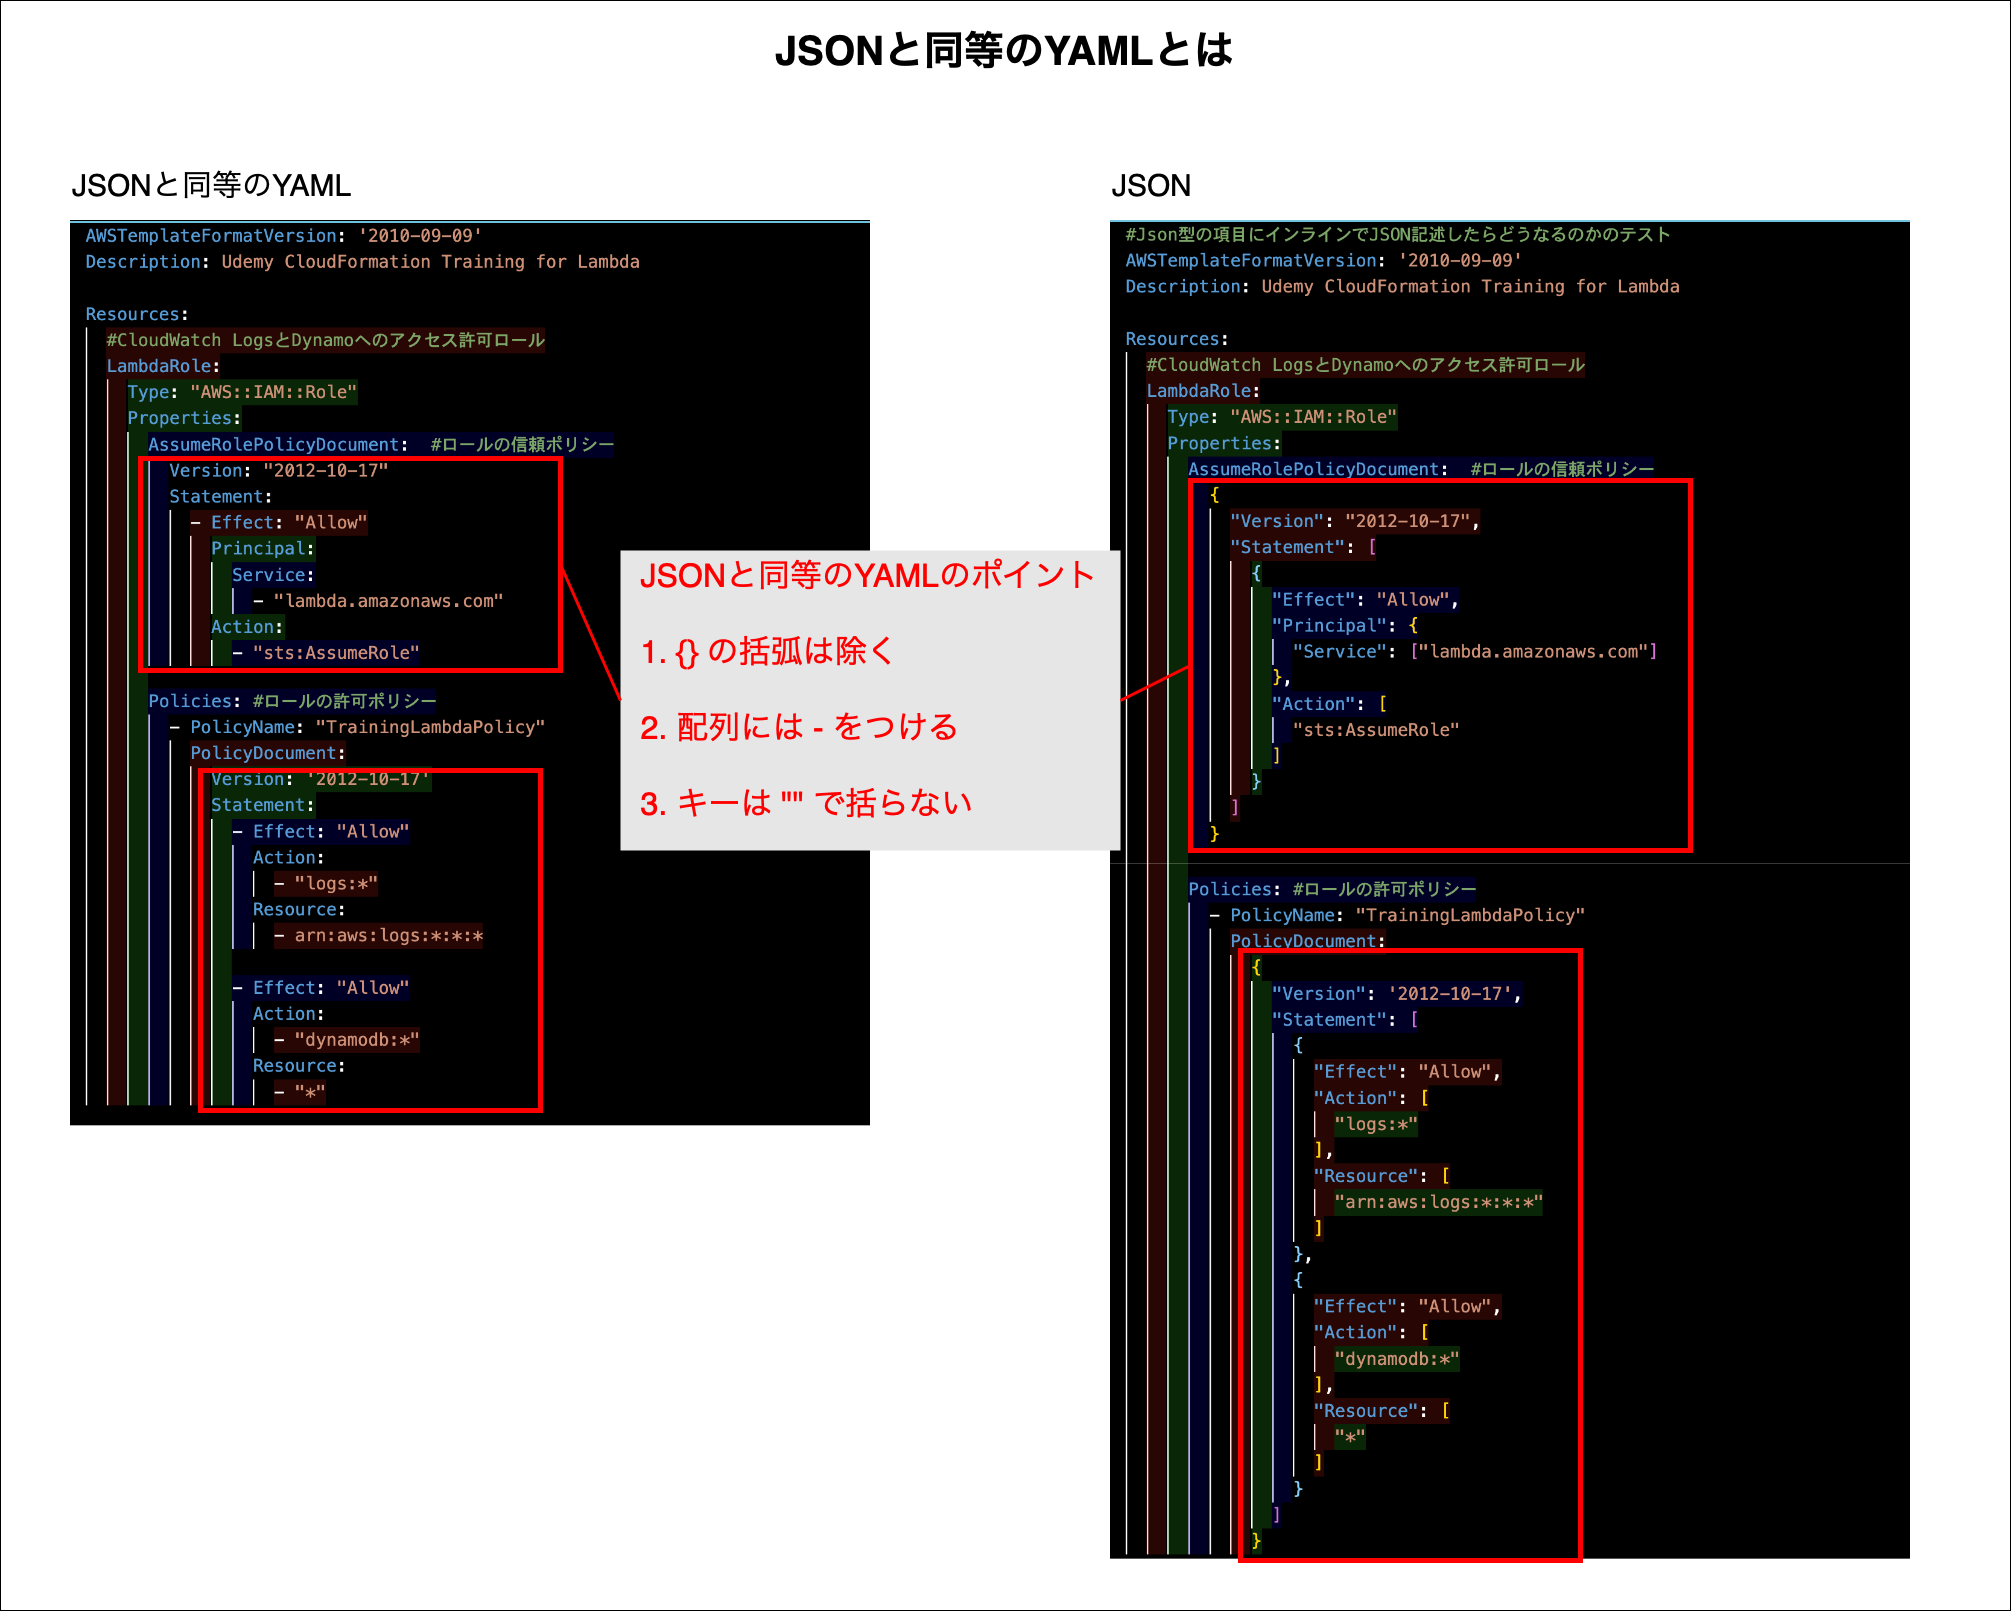 JSONと同等のYAMLとは
JSONと同等のYAML
AWSTemplateFormatVersion: '2010-09-09'
Description: Udemy CloudFormation Training for Lambda
Resources:
#CloudWatch LogsとDynamoへのアクセス許可ロール
LambdaRole:
Type: "AWS::IAM::Role"
Properties:
AssumeRolePolicyDocument:  #ロールの信頼ポリシー
Version: "2012-10-17"
Statement:
- Effect: "Allow"
Principal:
Service:
- "lambda.amazonaws.com"
Action:
- "sts:AssumeRole"
Policies: #ロールの許可ポリシー
- PolicyName: "TrainingLambdaPolicy"
PolicyDocument:
Version: '2012-10-17'
Statement:
- Effect: "Allow"
Action:
- "logs:*"
Resource:
- arn:aws:logs:*:*:*
- Effect: "Allow"
Action:
- "dynamodb:*"
Resource:
- "*"
JSONと同等のYAMLのポイント
1. {} の括弧は除く
2. 配列には - をつける
3. キーは "" で括らない
JSON
#Json型の項目にインラインでJSON記述したらどうなるのかのテスト
AWSTemplateFormatVersion: '2010-09-09'
Description: Udemy CloudFormation Training for Lambda
Resources:
#CloudWatch LogsとDynamoへのアクセス許可ロール
LambdaRole:
Type: "AWS::IAM::Role"
Properties:
AssumeRolePolicyDocument:  #ロールの信頼ポリシー
{
"Version": "2012-10-17",
"Statement": [
{
"Effect": "Allow",
"Principal": {
"Service": ["lambda.amazonaws.com"]
},
"Action": [
"sts:AssumeRole"
]
}
]
}
Policies: #ロールの許可ポリシー
- PolicyName: "TrainingLambdaPolicy"
PolicyDocument:
{
"Version": '2012-10-17',
"Statement": [
{
"Effect": "Allow",
"Action": [
"logs:*"
],
"Resource": [
"arn:aws:logs:*:*:*"
]
},
{
"Effect": "Allow",
"Action": [
"dynamodb:*"
],
"Resource": [
"*"
]
}
]
}